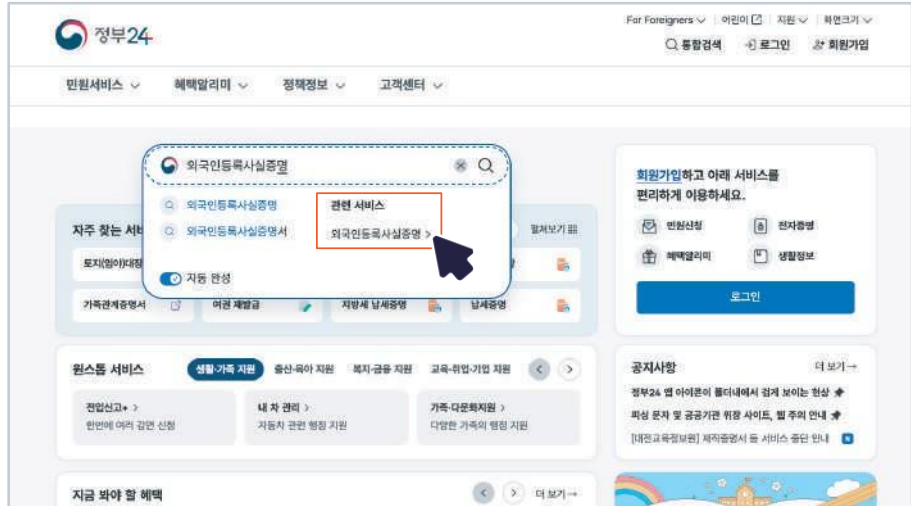 정부24
For Foreigners 어린이 지원 화면크기
통합검색 로그인 회원가입
민원서비스 혜택알리미 정책정보 고객센터
외국인등록사실증명
외국인등록사실증명
외국인등록사실증명서
관련 서비스
외국인등록사실증명 >
자동 완성
자주 찾는 서
펼쳐보기
토지(임야)대장
가족관계증명서 여권 재발급 지방세 납세증명 납세증명
회원가입하고 아래 서비스를
편리하게 이용하세요.
민원신청 전자증명
혜택알리미 생활정보
로그인
원스톱 서비스 생활·가족 지원 출산·육아 지원 복지·금융 지원 교육·취업·기업 지원
전입신고+ >
한번에 여러 감면 신청
내 차 관리 >
자동차 관련 행정 지원
가족·다문화지원 >
다양한 가족의 행정 지원
공지사항 더 보기→
정부24 앱 아이콘이 폴더내에서 검게 보이는 현상
피싱 문자 및 공공기관 위장 사이트, 웹 주의 안내
[대전교육정보원] 재직증명서 등 서비스 중단 안내 N
지금 봐야 할 혜택 더 보기→